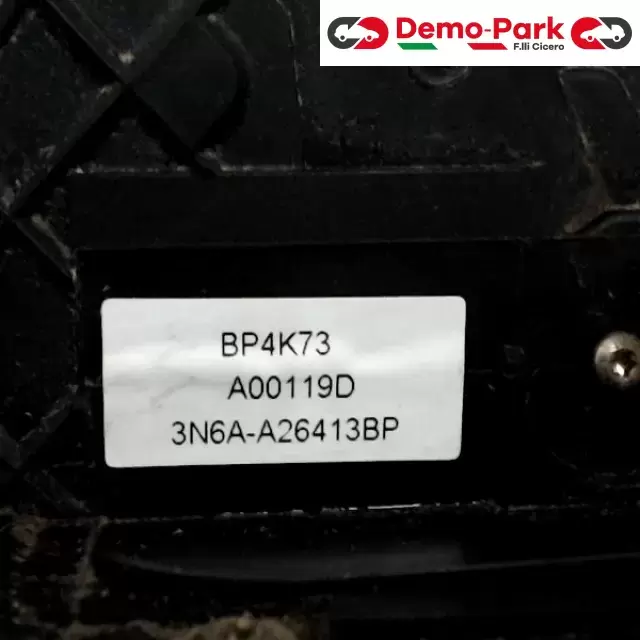 Demo-Park
F.lli Cicero
BP4K73
A00119D
3N6A-A26413BP